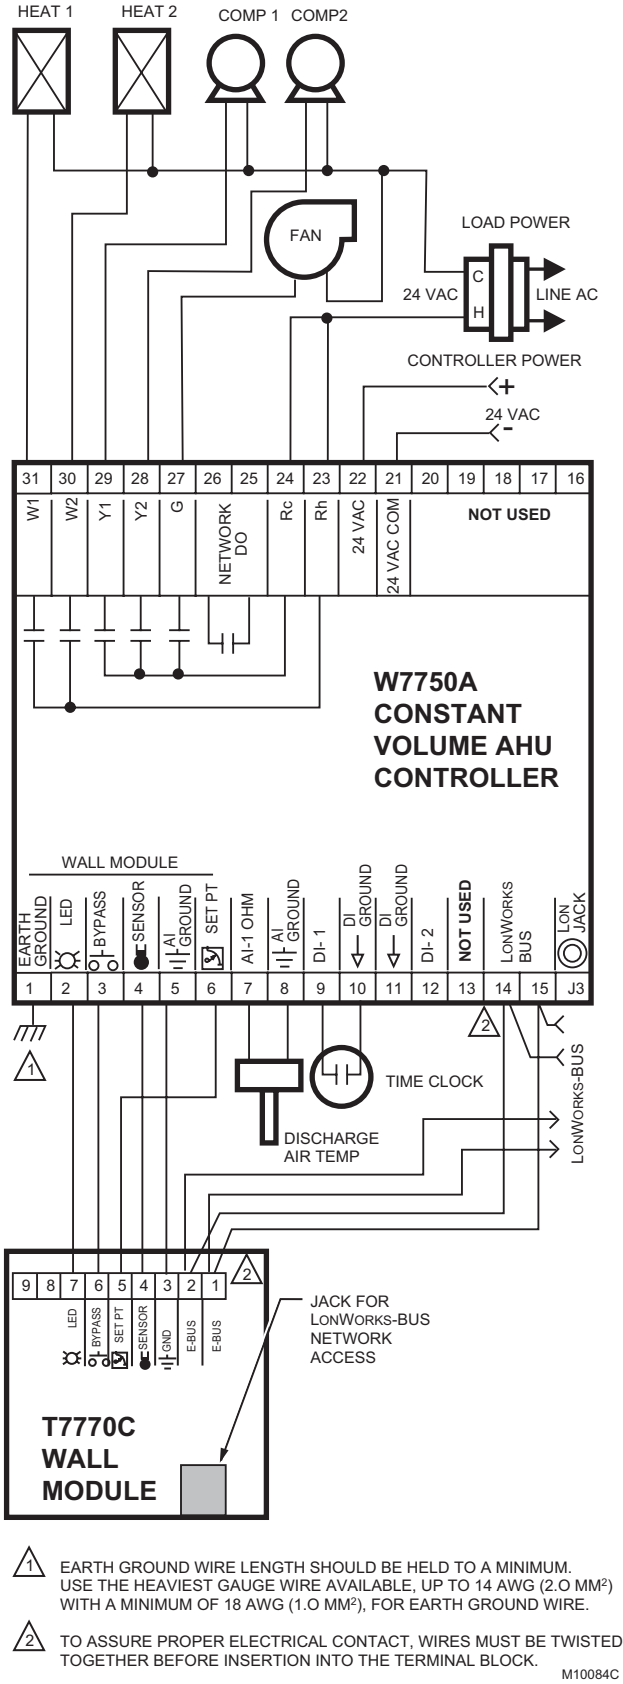 HEAT 1 HEAT 2 COMP 1 COMP2
FAN
LOAD POWER
C
24 VAC LINE AC
H
CONTROLLER POWER
+
24 VAC
-
31 30 29 28 27 26 25 24 23 22 21 20 19 18 17 16
W1
W2
Y1
Y2
G
NETWORK
DO
Rc
Rh
24 VAC
24 VAC COM
NOT USED
W7750A
CONSTANT
VOLUME AHU
CONTROLLER
WALL MODULE
EARTH
GROUND
LED
BYPASS
SENSOR
AI
GROUND
SET PT
AI-1 OHM
AI
GROUND
DI- 1
DI
GROUND
DI
GROUND
DI- 2
NOT USED
LONWORKS
BUS
LON
JACK
1 2 3 4 5 6 7 8 9 10 11 12 13 14 15 J3
1
2
TIME CLOCK
DISCHARGE
AIR TEMP
LONWORKS-BUS
9 8 7 6 5 4 3 2 1
2
LED
BYPASS
SET PT
SENSOR
GND
E-BUS
E-BUS
JACK FOR
LONWORKS-BUS
NETWORK
ACCESS
T7770C
WALL
MODULE
1 EARTH GROUND WIRE LENGTH SHOULD BE HELD TO A MINIMUM.
USE THE HEAVIEST GAUGE WIRE AVAILABLE, UP TO 14 AWG (2.O MM²)
WITH A MINIMUM OF 18 AWG (1.O MM²), FOR EARTH GROUND WIRE.
2 TO ASSURE PROPER ELECTRICAL CONTACT, WIRES MUST BE TWISTED
TOGETHER BEFORE INSERTION INTO THE TERMINAL BLOCK.
M10084C